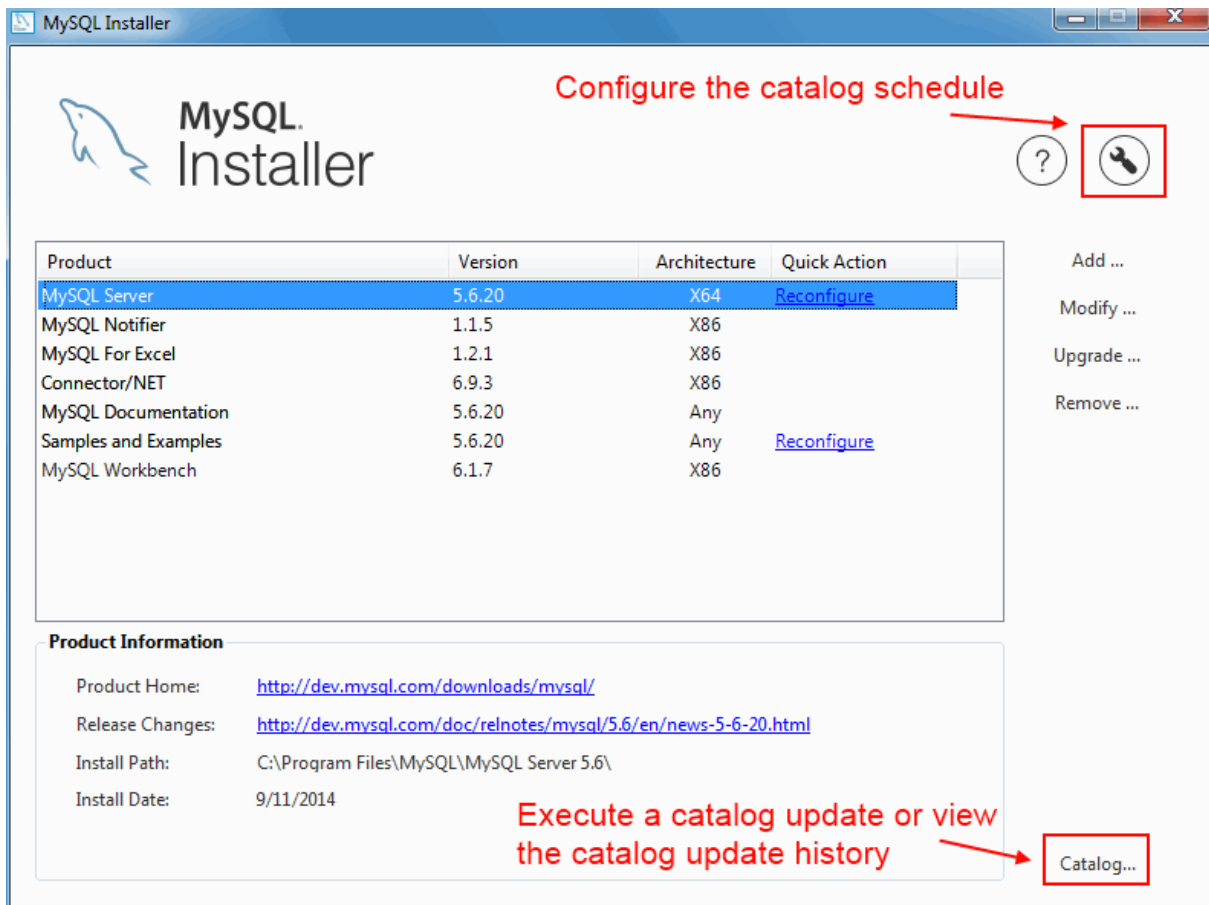 MySQL Installer
Configure the catalog schedule
MySQL.
Installer
?
Product Version Architecture Quick Action
MySQL Server 5.6.20 X64 Reconfigure
MySQL Notifier 1.1.5 X86
MySQL For Excel 1.2.1 X86
Connector/NET 6.9.3 X86
MySQL Documentation 5.6.20 Any
Samples and Examples 5.6.20 Any Reconfigure
MySQL Workbench 6.1.7 X86
Add ...
Modify ...
Upgrade ...
Remove ...
Product Information
Product Home: http://dev.mysql.com/downloads/mysql/
Release Changes: http://dev.mysql.com/doc/relnotes/mysql/5.6/en/news-5-6-20.html
Install Path: C:\Program Files\MySQL\MySQL Server 5.6\
Install Date: 9/11/2014
Execute a catalog update or view
the catalog update history
Catalog...